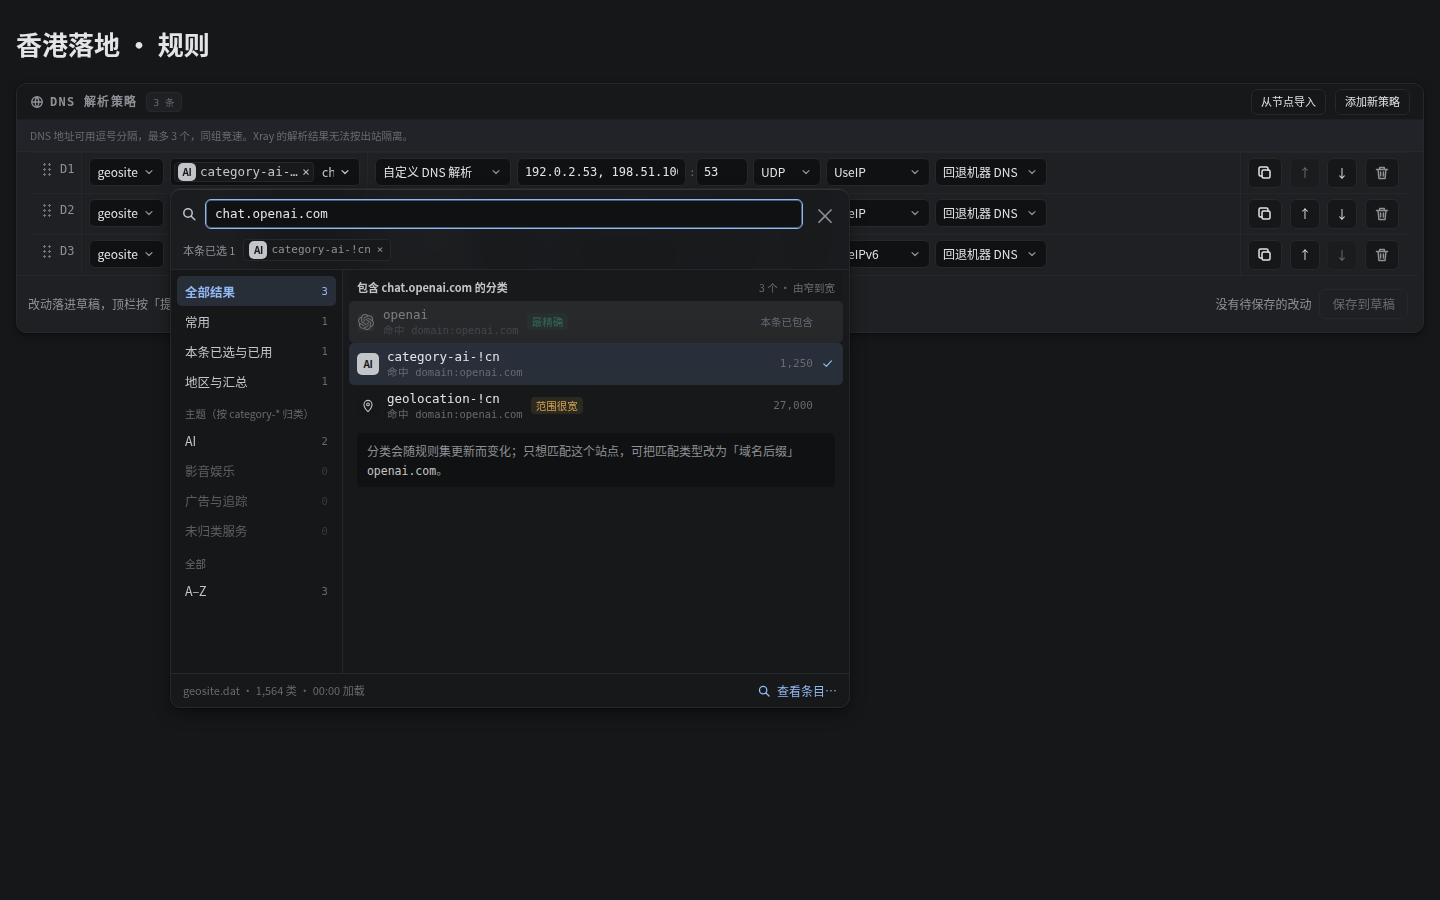 香港落地 · 规则
DNS 解析策略 3 条 从节点导入 添加新策略
DNS 地址可用逗号分隔，最多 3 个，同组竞速。Xray 的解析结果无法按出站隔离。
D1 geosite AI category-ai-… × ch 自定义 DNS 解析 192.0.2.53, 198.51.10 : 53 UDP UseIP 回退机器 DNS ↑ ↓
D2 geosite eIP 回退机器 DNS ↑ ↓
D3 geosite eIPv6 回退机器 DNS ↑ ↓
改动落进草稿，顶栏按「提 没有待保存的改动 保存到草稿
chat.openai.com
本条已选 1 AI category-ai-!cn ×
全部结果 3
常用 1
本条已选与已用 1
地区与汇总 1
主题（按 category-* 归类）
AI 2
影音娱乐 0
广告与追踪 0
未归类服务 0
全部
A–Z 3
包含 chat.openai.com 的分类 3 个 · 由窄到宽
openai 最精确 本条已包含
命中 domain:openai.com
AI category-ai-!cn 1,250
命中 domain:openai.com
geolocation-!cn 范围很宽 27,000
命中 domain:openai.com
分类会随规则集更新而变化；只想匹配这个站点，可把匹配类型改为「域名后缀」
openai.com。
geosite.dat · 1,564 类 · 00:00 加载 查看条目…